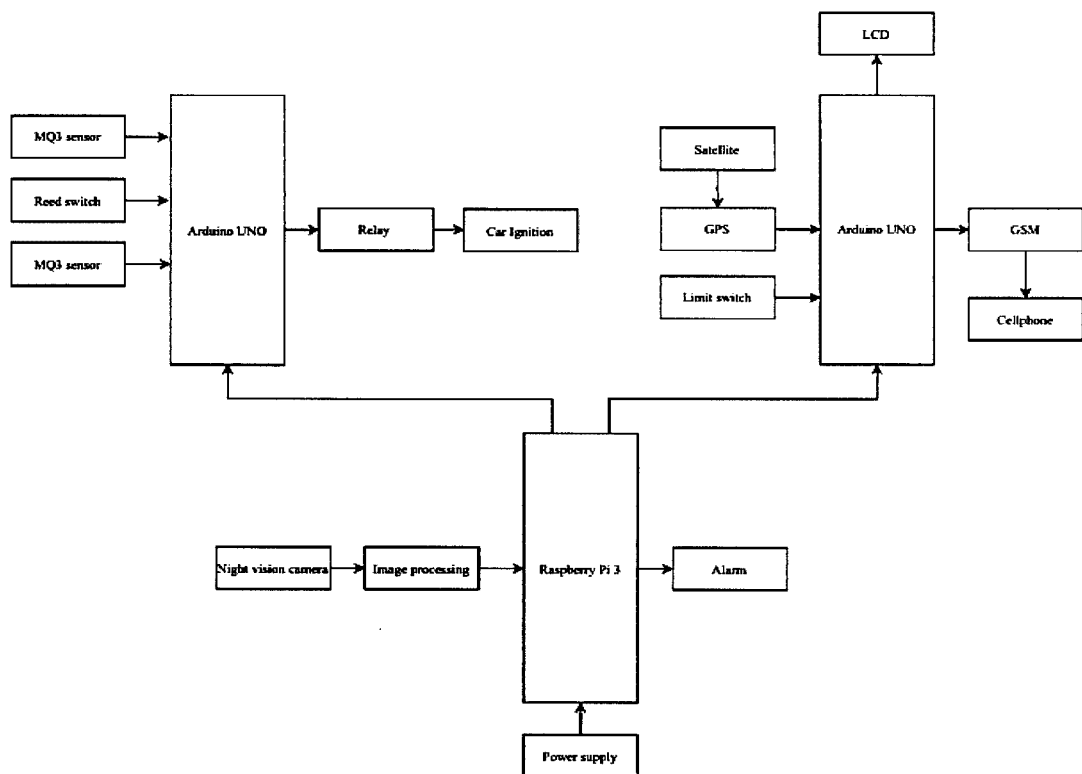 LCD
MQ3 sensor
Satellite
Reed switch
Arduino UNO
Relay
Car Ignition
GPS
Arduino UNO
GSM
MQ3 sensor
Limit switch
Cellphone
Night vision camera
Image processing
Raspberry Pi 3
Alarm
Power supply